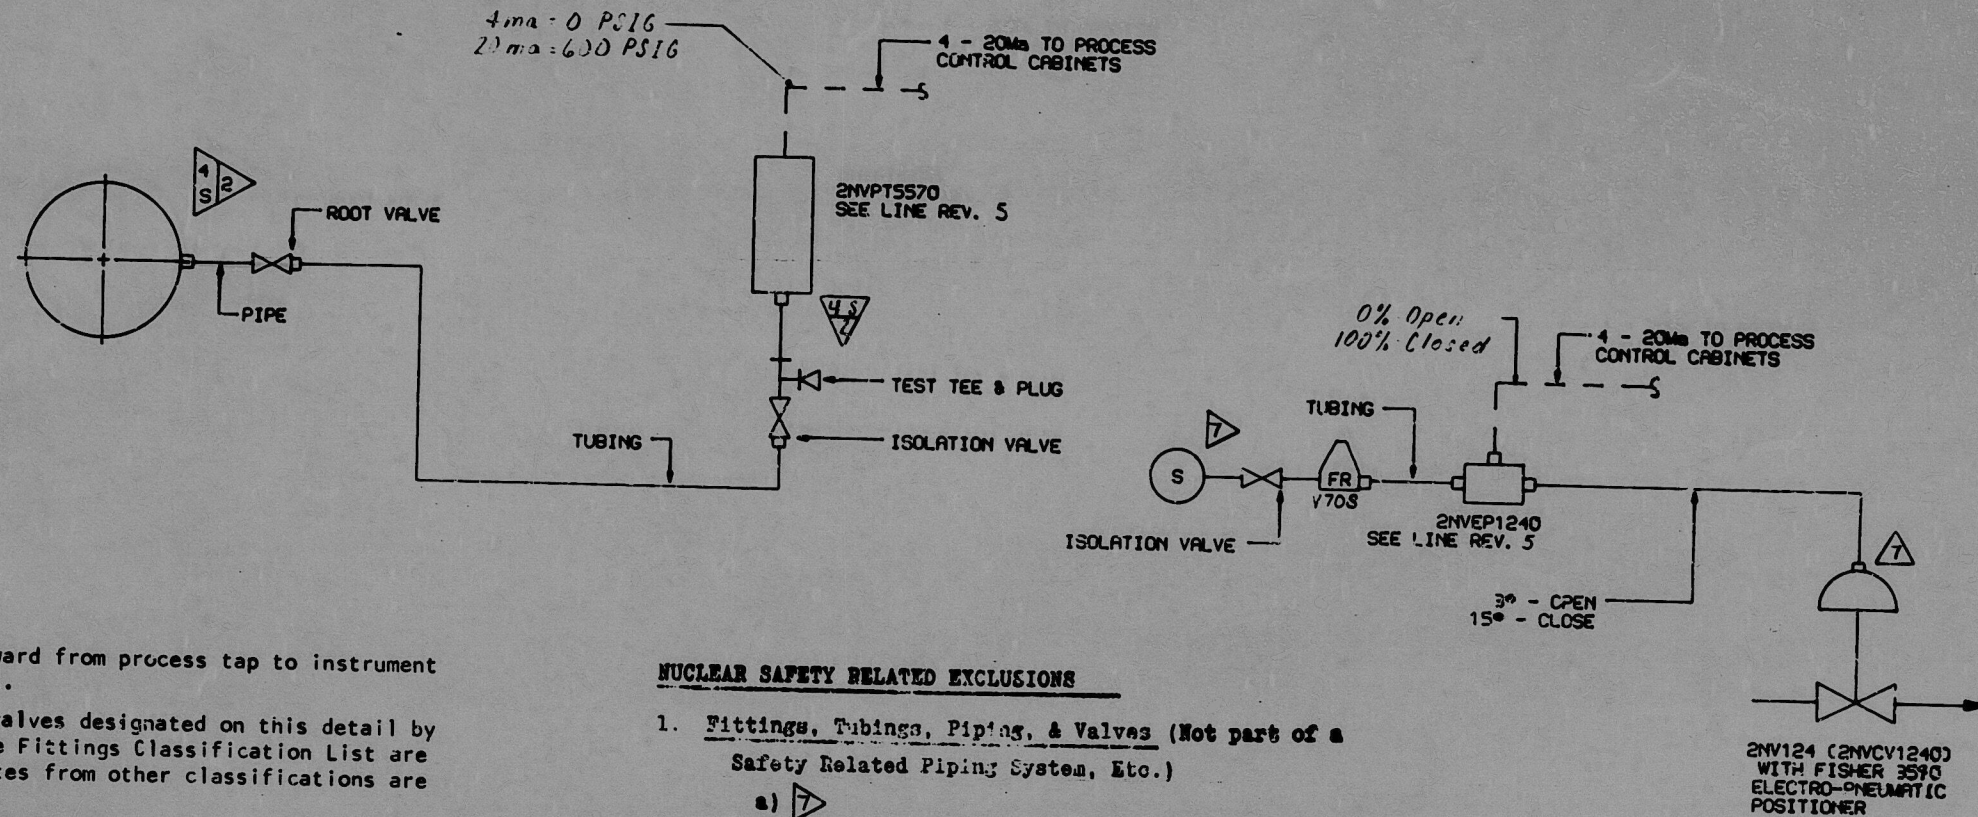 4ma = 0 PSIG
20ma = 600 PSIG
4 - 20Ma TO PROCESS
CONTROL CABINETS
4
S
2
ROOT VALVE
PIPE
2NVPT5570
SEE LINE REV. 5
4 S
2
TEST TEE & PLUG
TUBING
ISOLATION VALVE
0% Open
100% Closed
4 - 20Ma TO PROCESS
CONTROL CABINETS
TUBING
7
S
FR
V70S
ISOLATION VALVE
2NVEP1240
SEE LINE REV. 5
7
3# - OPEN
15# - CLOSE
2NV124 (2NVCV1240)
WITH FISHER 3590
ELECTRO-PNEUMATIC
POSITIONER
ard from process tap to instrument
.
alves designated on this detail by
e Fittings Classification List are
tes from other classifications are
NUCLEAR SAFETY RELATED EXCLUSIONS
1. Fittings, Tubings, Piping, & Valves (Not part of a
Safety Related Piping System, Etc.)
a) 7